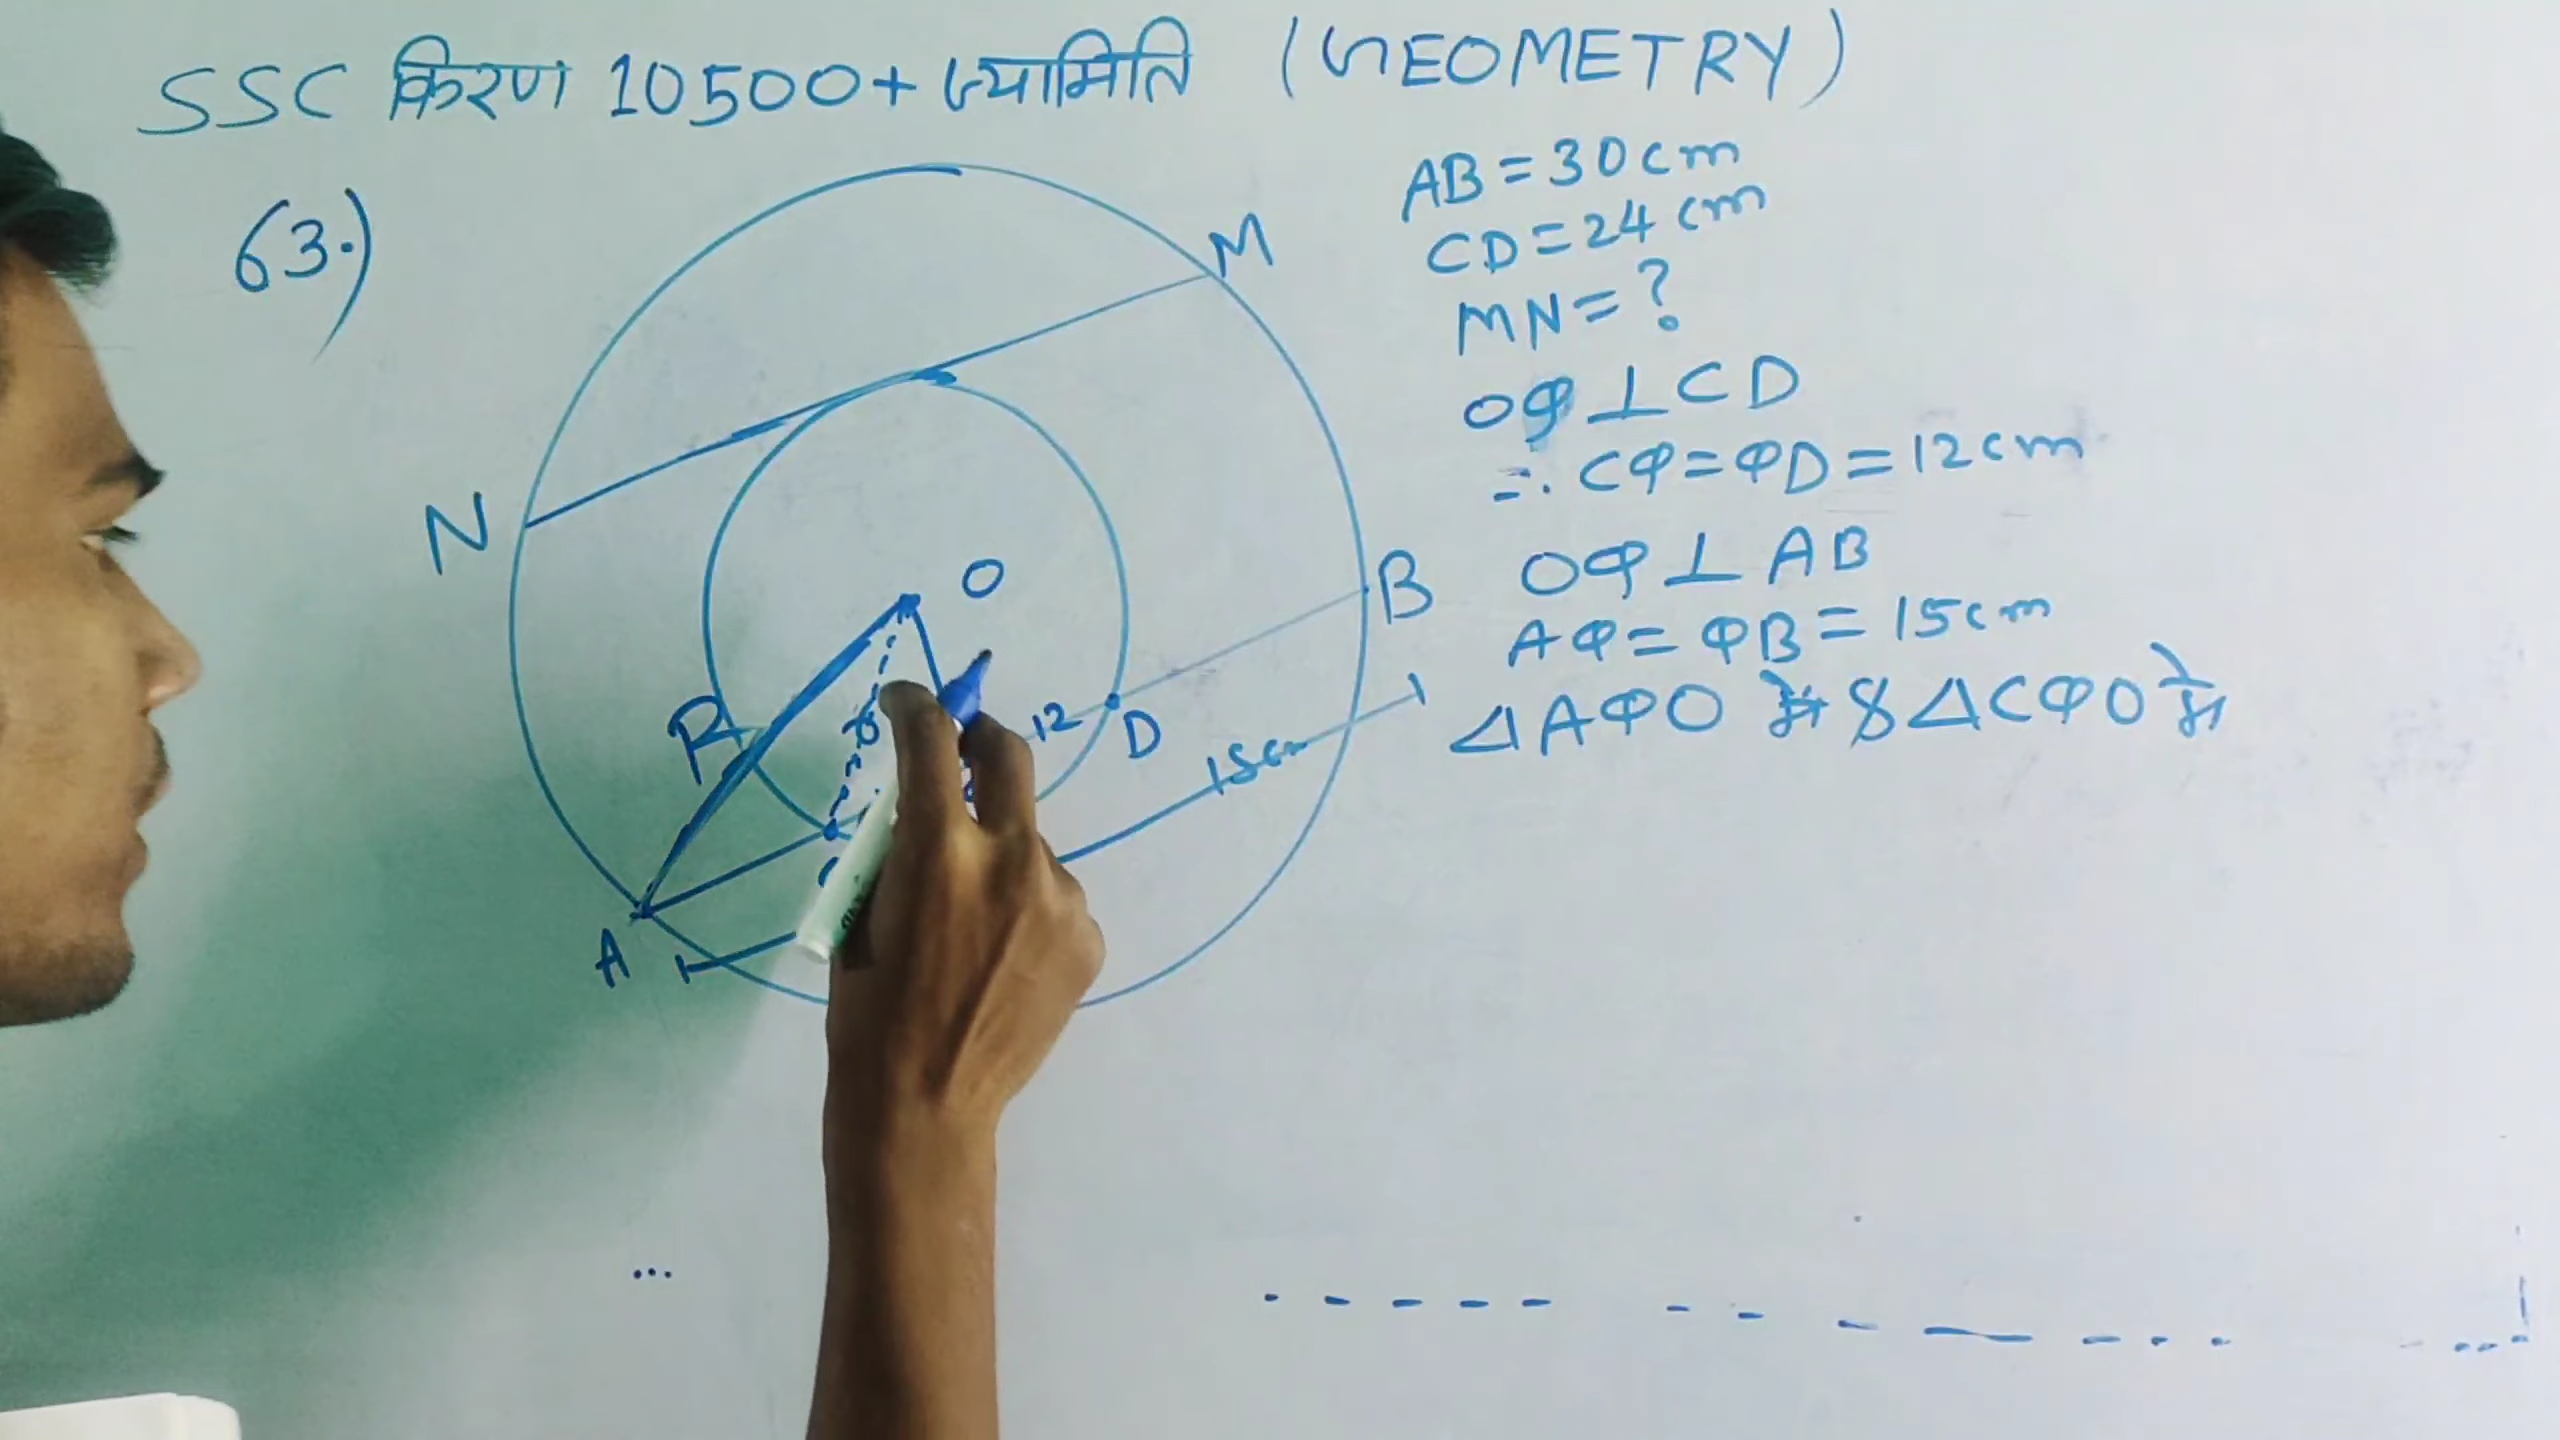 SSC किरण 10500+ ज्यामिति (GEOMETRY)
63.)
AB = 30 cm
CD = 24 cm
MN = ?
OQ ⊥ CD
∴ CQ = QD = 12 cm
OQ ⊥ AB
AQ = QB = 15 cm
△AQO में & △CQO में
M
N
O
B
R
12
D
15cm
A